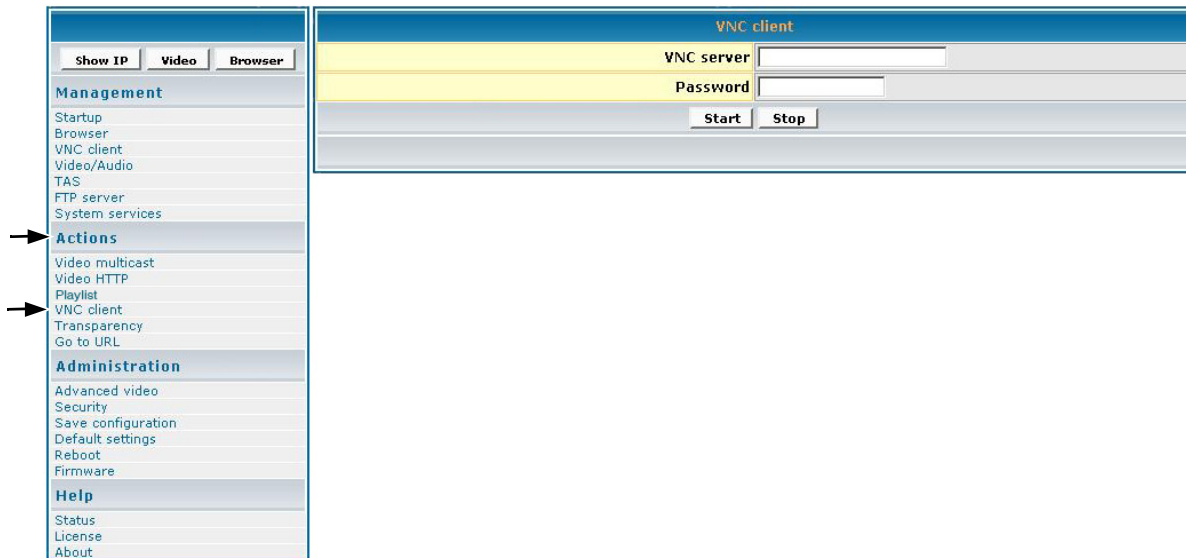 Show IP Video Browser
Management
Startup
Browser
VNC client
Video/Audio
TAS
FTP server
System services
Actions
Video multicast
Video HTTP
Playlist
VNC client
Transparency
Go to URL
Administration
Advanced video
Security
Save configuration
Default settings
Reboot
Firmware
Help
Status
License
About
VNC client
VNC server
Password
Start Stop